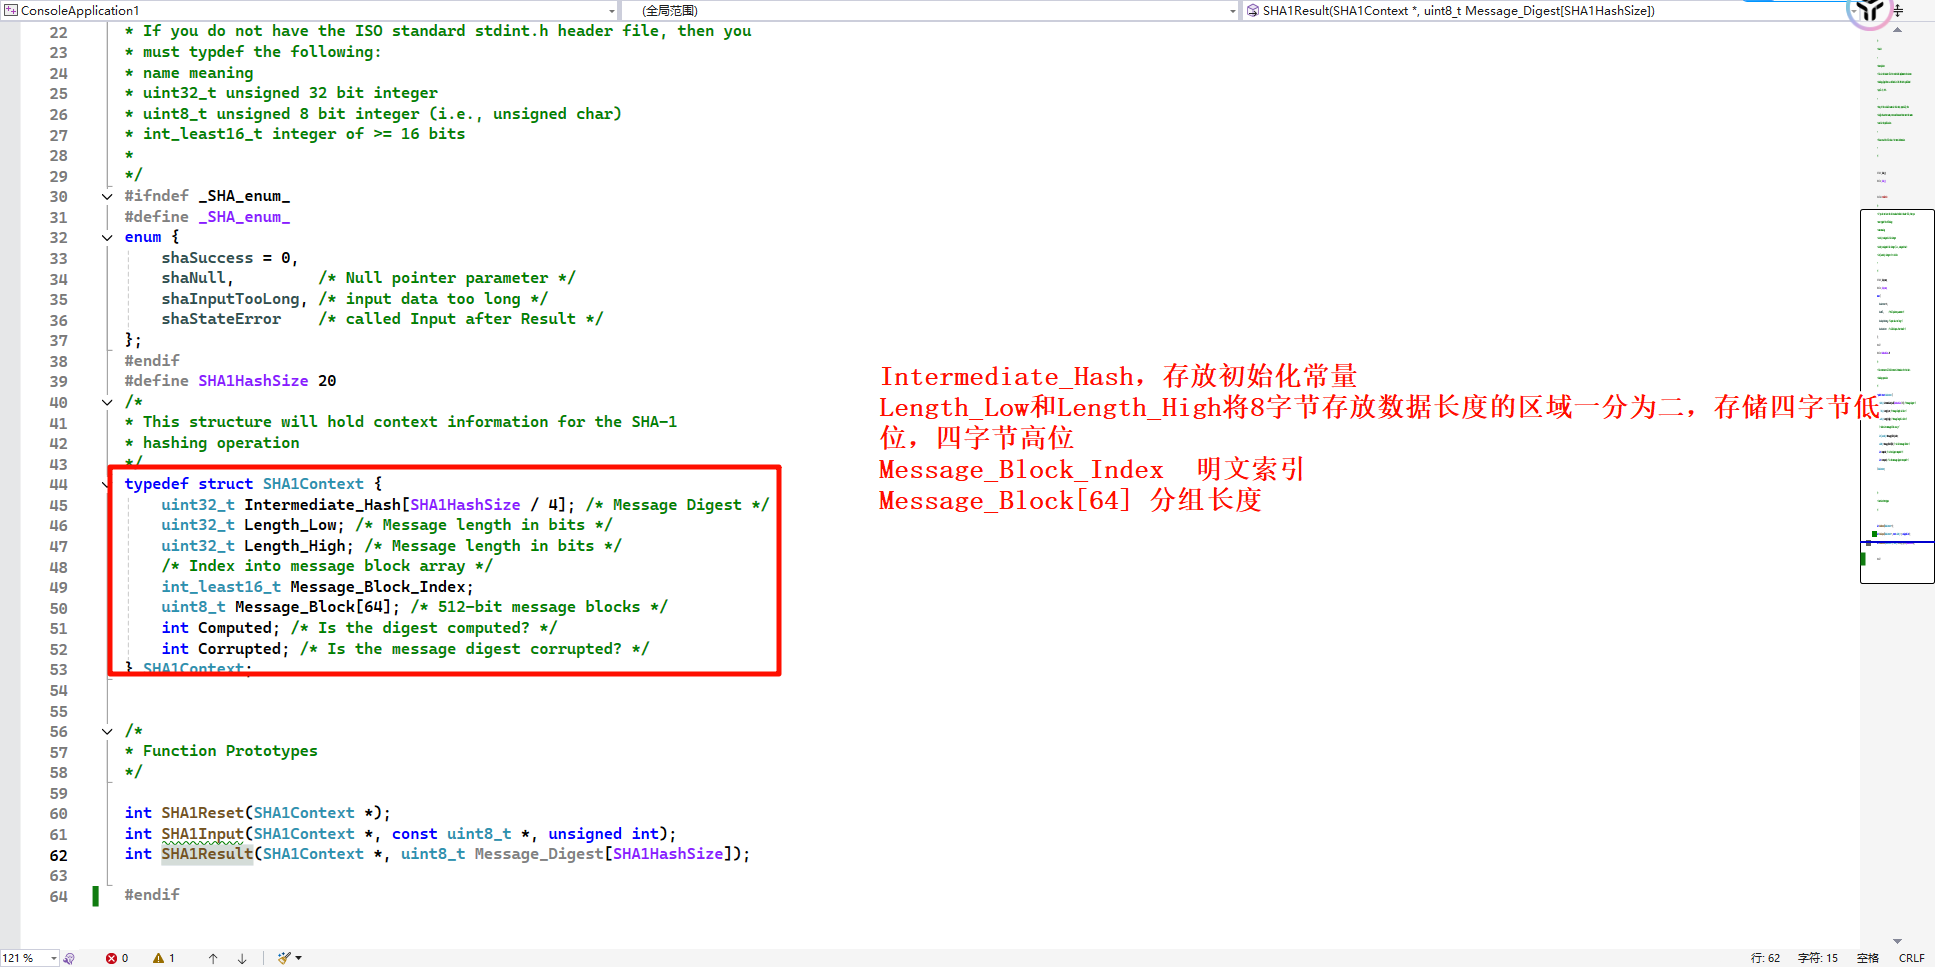 ConsoleApplication1
(全局范围)
SHA1Result(SHA1Context *, uint8_t Message_Digest[SHA1HashSize])
22 * If you do not have the ISO standard stdint.h header file, then you
23 * must typdef the following:
24 * name meaning
25 * uint32_t unsigned 32 bit integer
26 * uint8_t unsigned 8 bit integer (i.e., unsigned char)
27 * int_least16_t integer of >= 16 bits
28 *
29 */
30 #ifndef _SHA_enum_
31 #define _SHA_enum_
32 enum {
33 shaSuccess = 0,
34 shaNull, /* Null pointer parameter */
35 shaInputTooLong, /* input data too long */
36 shaStateError /* called Input after Result */
37 };
38 #endif
39 #define SHA1HashSize 20
40 /*
41 * This structure will hold context information for the SHA-1
42 * hashing operation
43 */
44 typedef struct SHA1Context {
45 uint32_t Intermediate_Hash[SHA1HashSize / 4]; /* Message Digest */
46 uint32_t Length_Low; /* Message length in bits */
47 uint32_t Length_High; /* Message length in bits */
48 /* Index into message block array */
49 int_least16_t Message_Block_Index;
50 uint8_t Message_Block[64]; /* 512-bit message blocks */
51 int Computed; /* Is the digest computed? */
52 int Corrupted; /* Is the message digest corrupted? */
53 } SHA1Context;
54
55
56 /*
57 * Function Prototypes
58 */
59
60 int SHA1Reset(SHA1Context *);
61 int SHA1Input(SHA1Context *, const uint8_t *, unsigned int);
62 int SHA1Result(SHA1Context *, uint8_t Message_Digest[SHA1HashSize]);
63
64 #endif
Intermediate_Hash，存放初始化常量
Length_Low和Length_High将8字节存放数据长度的区域一分为二，存储四字节低
位，四字节高位
Message_Block_Index 明文索引
Message_Block[64] 分组长度
121 % 0 1 行: 62 字符: 15 空格 CRLF